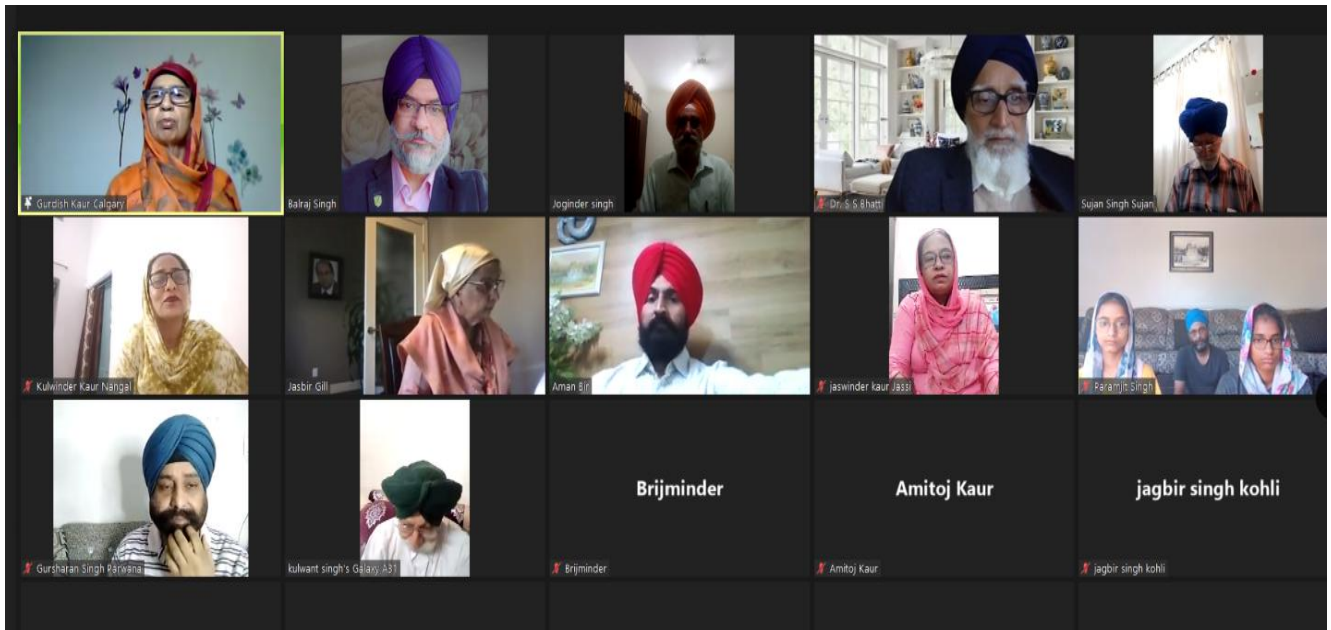 Gurdish Kaur Calgary
Balraj Singh
Joginder singh
Dr. S S Bhatti
Sujan Singh Sujan
Kulwinder Kaur Nangal
Jasbir Gill
Aman Bir
jaswinder kaur Jassi
Paramjit Singh
Gursharan Singh Parwana
kulwant singh's Galaxy A31
Brijminder
Brijminder
Amitoj Kaur
Amitoj Kaur
jagbir singh kohli
jagbir singh kohli